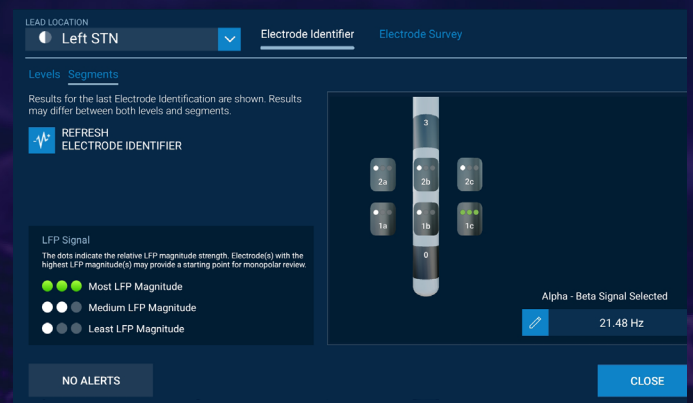 LEAD LOCATION
Left STN
Electrode Identifier
Electrode Survey
Levels
Segments
Results for the last Electrode Identification are shown. Results
may differ between both levels and segments.
REFRESH
ELECTRODE IDENTIFIER
3
2a
2b
2c
1a
1b
1c
0
LFP Signal
The dots indicate the relative LFP magnitude strength. Electrode(s) with the
highest LFP magnitude(s) may provide a starting point for monopolar review.
Most LFP Magnitude
Medium LFP Magnitude
Least LFP Magnitude
Alpha - Beta Signal Selected
21.48 Hz
NO ALERTS
CLOSE